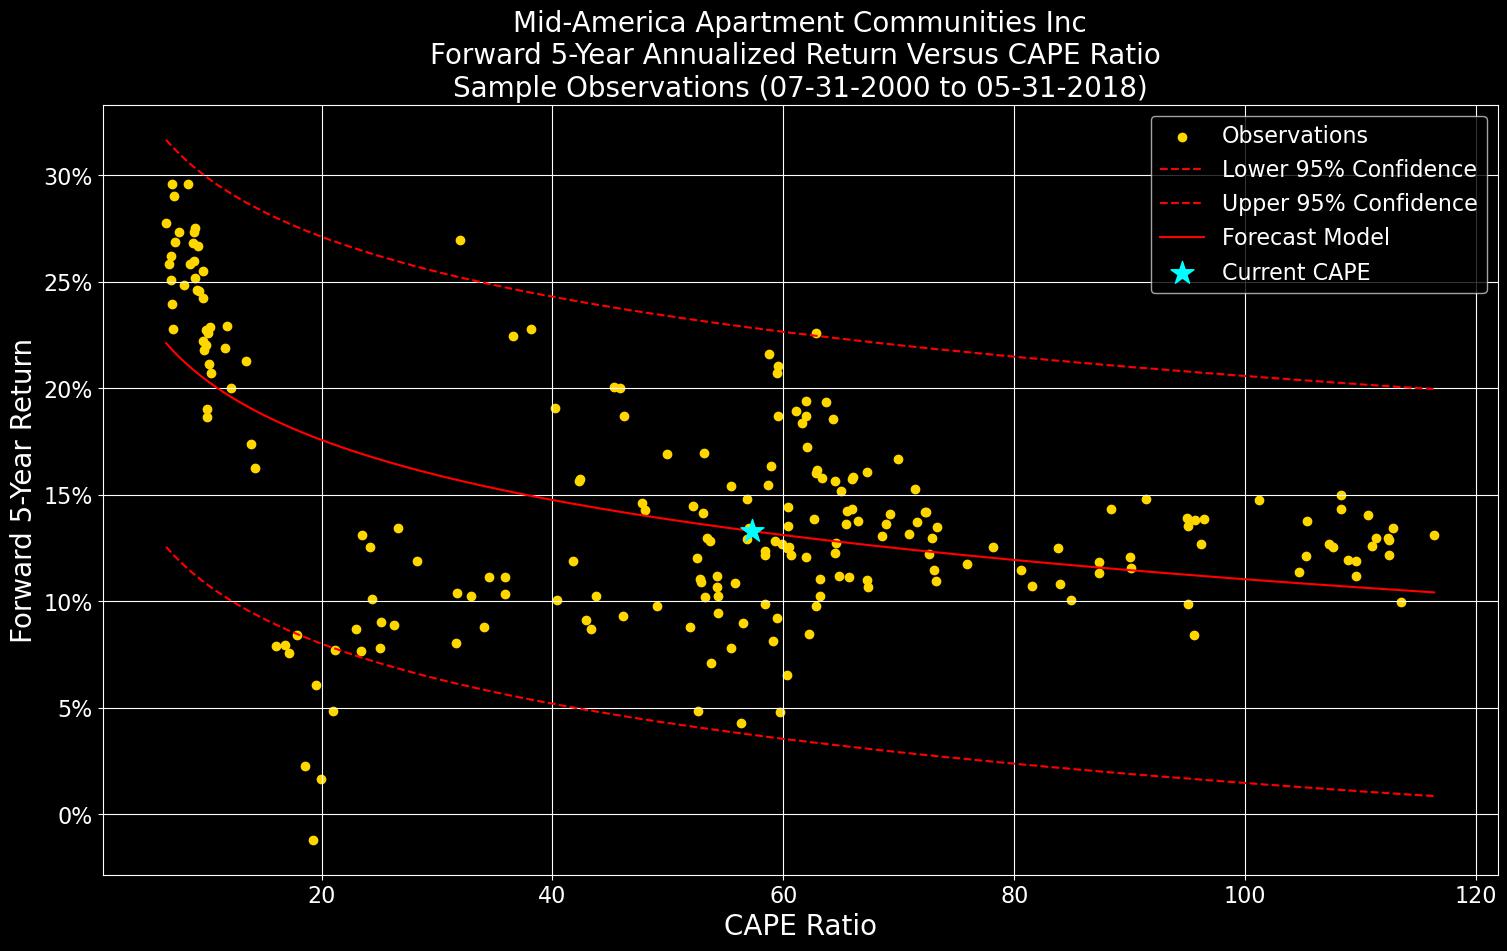 Mid-America Apartment Communities Inc
Forward 5-Year Annualized Return Versus CAPE Ratio
Sample Observations (07-31-2000 to 05-31-2018)
Observations
Lower 95% Confidence
Upper 95% Confidence
Forecast Model
Current CAPE
Forward 5-Year Return
30%
25%
20%
15%
10%
5%
0%
20 40 60 80 100 120
CAPE Ratio